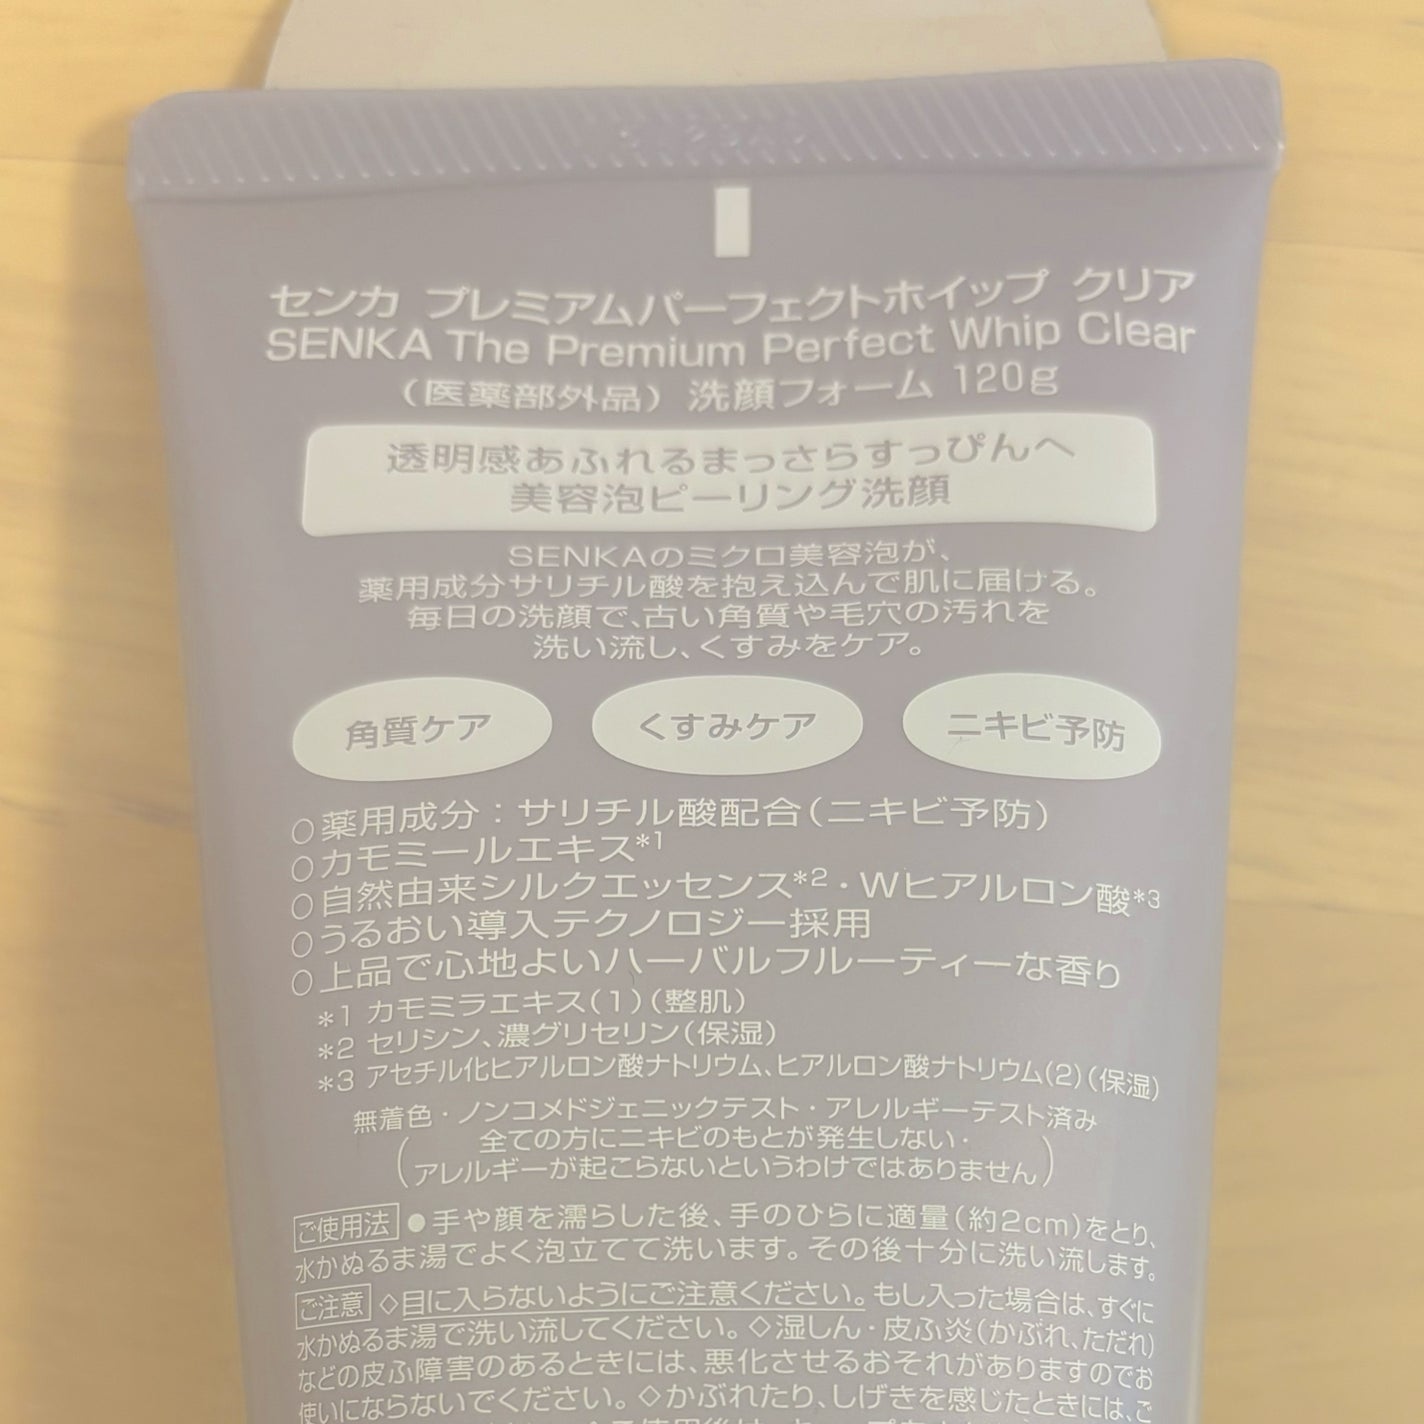 センカ プレミアムパーフェクトホイップ クリア
SENKA The Premium Perfect Whip Clear
(医薬部外品) 洗顔フォーム 120g
透明感あふれるまっさらすっぴんへ
美容泡ピーリング洗顔
SENKAのミクロ美容泡が、
薬用成分サリチル酸を抱え込んで肌に届ける。
毎日の洗顔で、古い角質や毛穴の汚れを
洗い流し、くすみをケア。
角質ケア くすみケア ニキビ予防
○薬用成分：サリチル酸配合(ニキビ予防)
○カモミールエキス*1
○自然由来シルクエッセンス*2・Wヒアルロン酸*3
○うるおい導入テクノロジー採用
○上品で心地よいハーバルフルーティーな香り
*1 カモミラエキス(1)(整肌)
*2 セリシン、濃グリセリン(保湿)
*3 アセチル化ヒアルロン酸ナトリウム、ヒアルロン酸ナトリウム(2)(保湿)
無着色・ノンコメドジェニックテスト・アレルギーテスト済み
(全ての方にニキビのもとが発生しない・
アレルギーが起こらないというわけではありません)
ご使用法 ●手や顔を濡らした後、手のひらに適量(約2cm)をとり、
水かぬるま湯でよく泡立てて洗います。その後十分に洗い流します。
ご注意 ◇目に入らないようにご注意ください。もし入った場合は、すぐに
水かぬるま湯で洗い流してください。◇湿しん・皮ふ炎(かぶれ、ただれ)
などの皮ふ障害のあるときには、悪化させるおそれがありますのでお
使いにならないでください。◇かぶれたり、しげきを感じたときには、ご